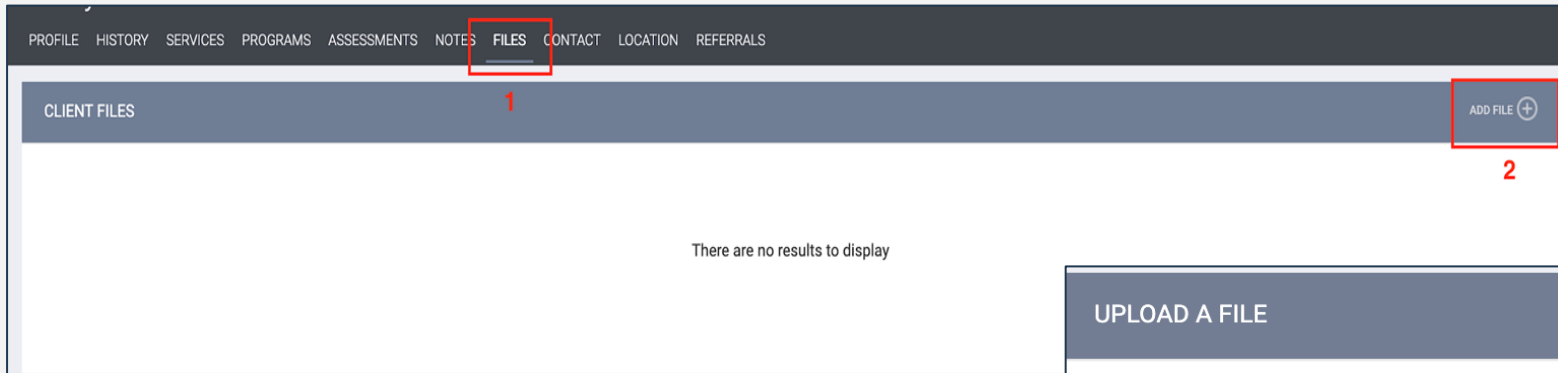 PROFILE HISTORY SERVICES PROGRAMS ASSESSMENTS NOTES FILES CONTACT LOCATION REFERRALS
1
CLIENT FILES
ADD FILE
2
There are no results to display
UPLOAD A FILE